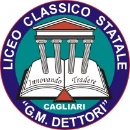 LICEO CLASSICO STATALE
Innovando Tradere
CAGLIARI
"G.M. DETTORI"